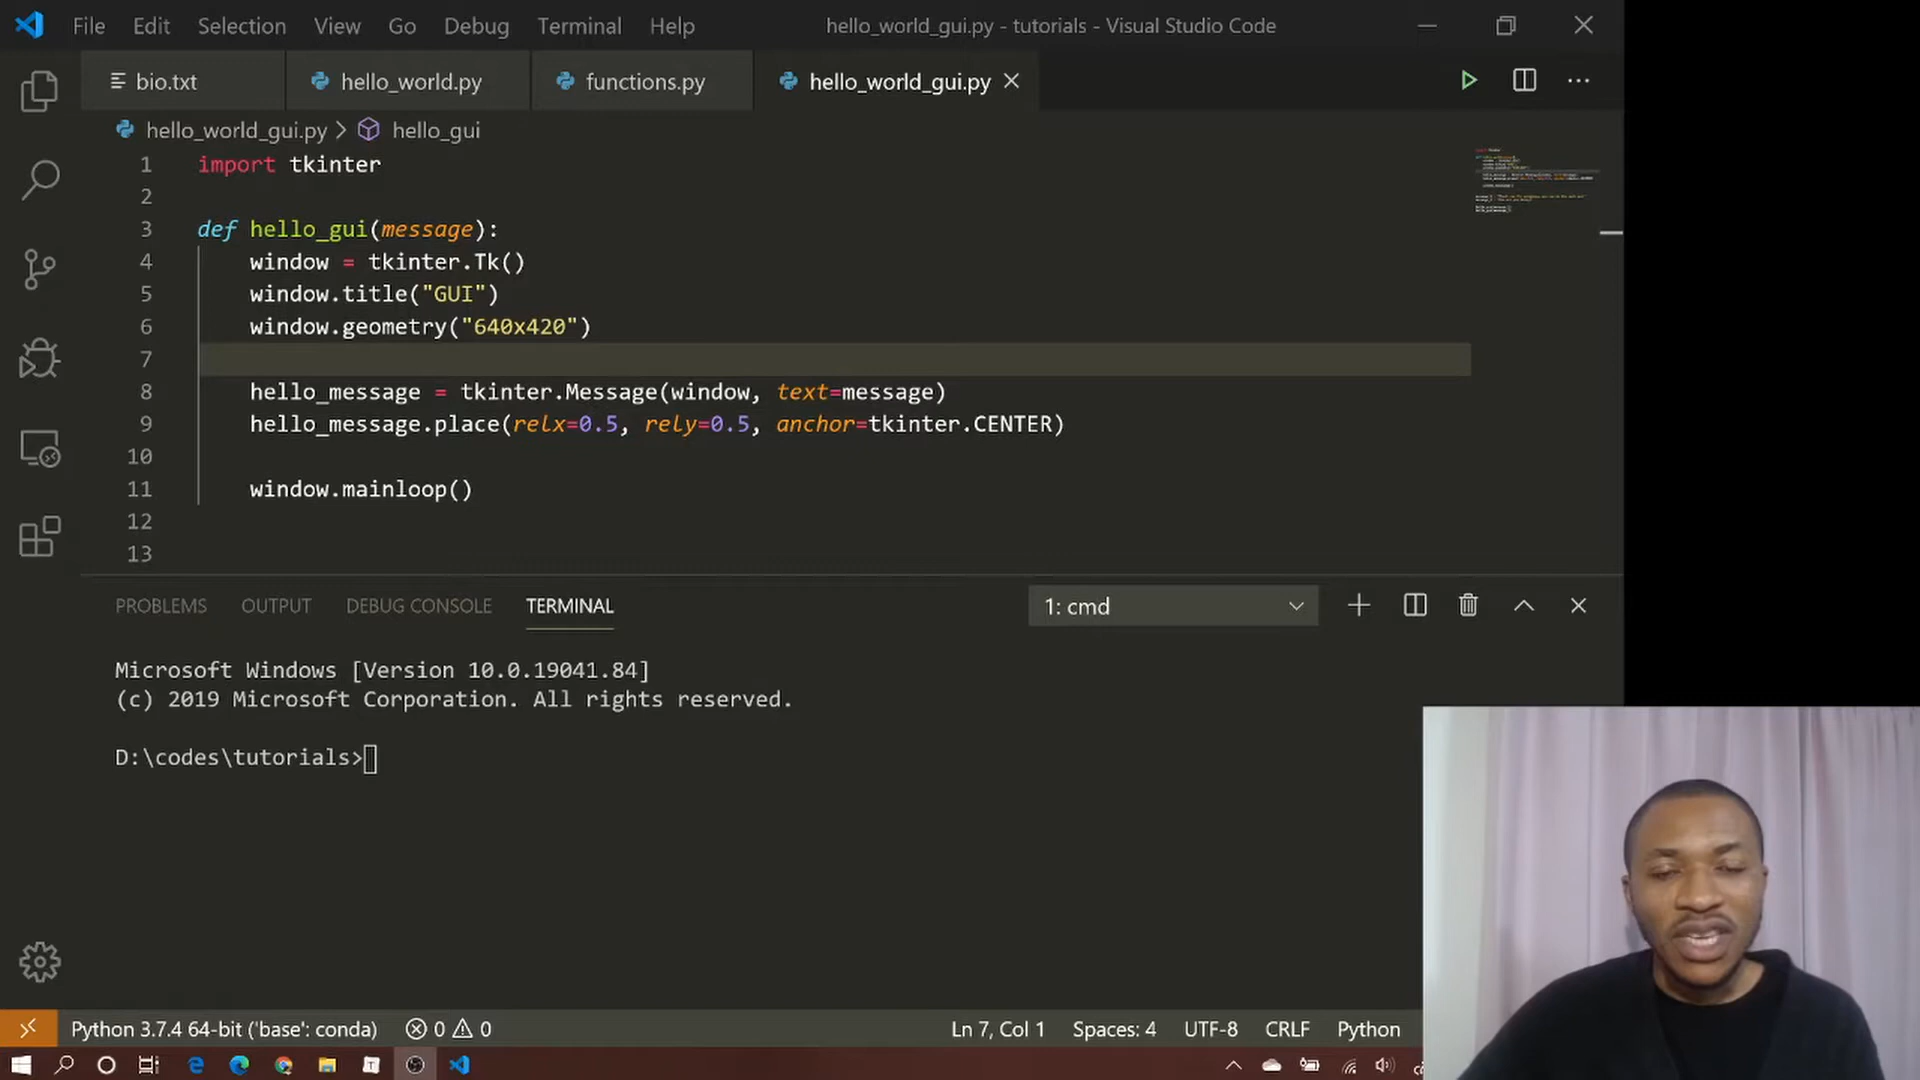 File Edit Selection View Go Debug Terminal Help hello_world_gui.py - tutorials - Visual Studio Code
bio.txt hello_world.py functions.py hello_world_gui.py
hello_world_gui.py > hello_gui
1 import tkinter
2
3 def hello_gui(message):
4 window = tkinter.Tk()
5 window.title("GUI")
6 window.geometry("640x420")
7
8 hello_message = tkinter.Message(window, text=message)
9 hello_message.place(relx=0.5, rely=0.5, anchor=tkinter.CENTER)
10
11 window.mainloop()
12
13
PROBLEMS OUTPUT DEBUG CONSOLE TERMINAL 1: cmd
Microsoft Windows [Version 10.0.19041.84]
(c) 2019 Microsoft Corporation. All rights reserved.
D:\codes\tutorials>
Python 3.7.4 64-bit ('base': conda) 0 0 Ln 7, Col 1 Spaces: 4 UTF-8 CRLF Python